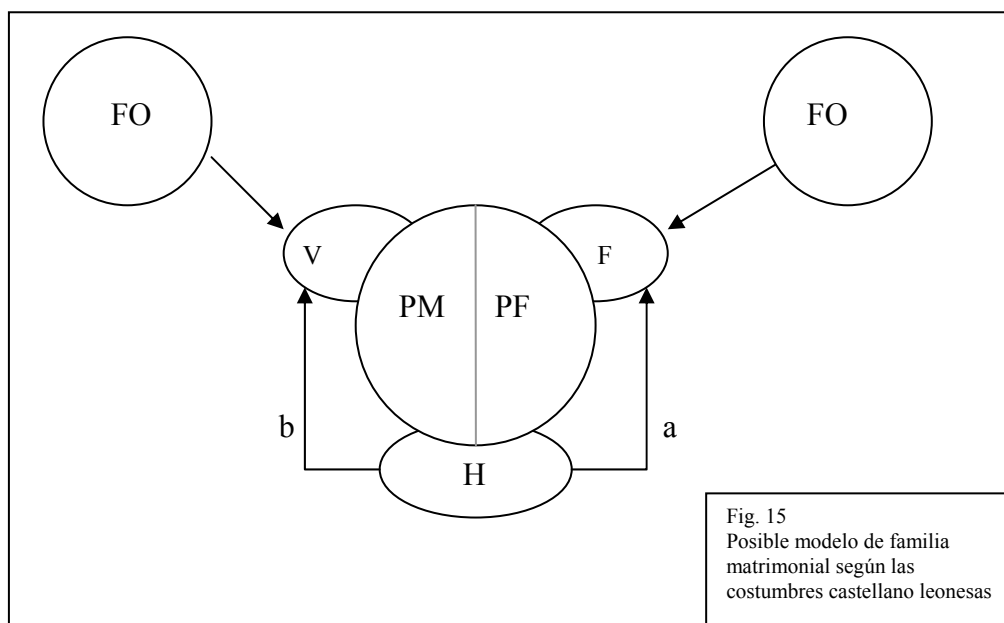 FO
FO
V
F
PM
PF
b
a
H
Fig. 15
Posible modelo de familia
matrimonial según las
costumbres castellano leonesas